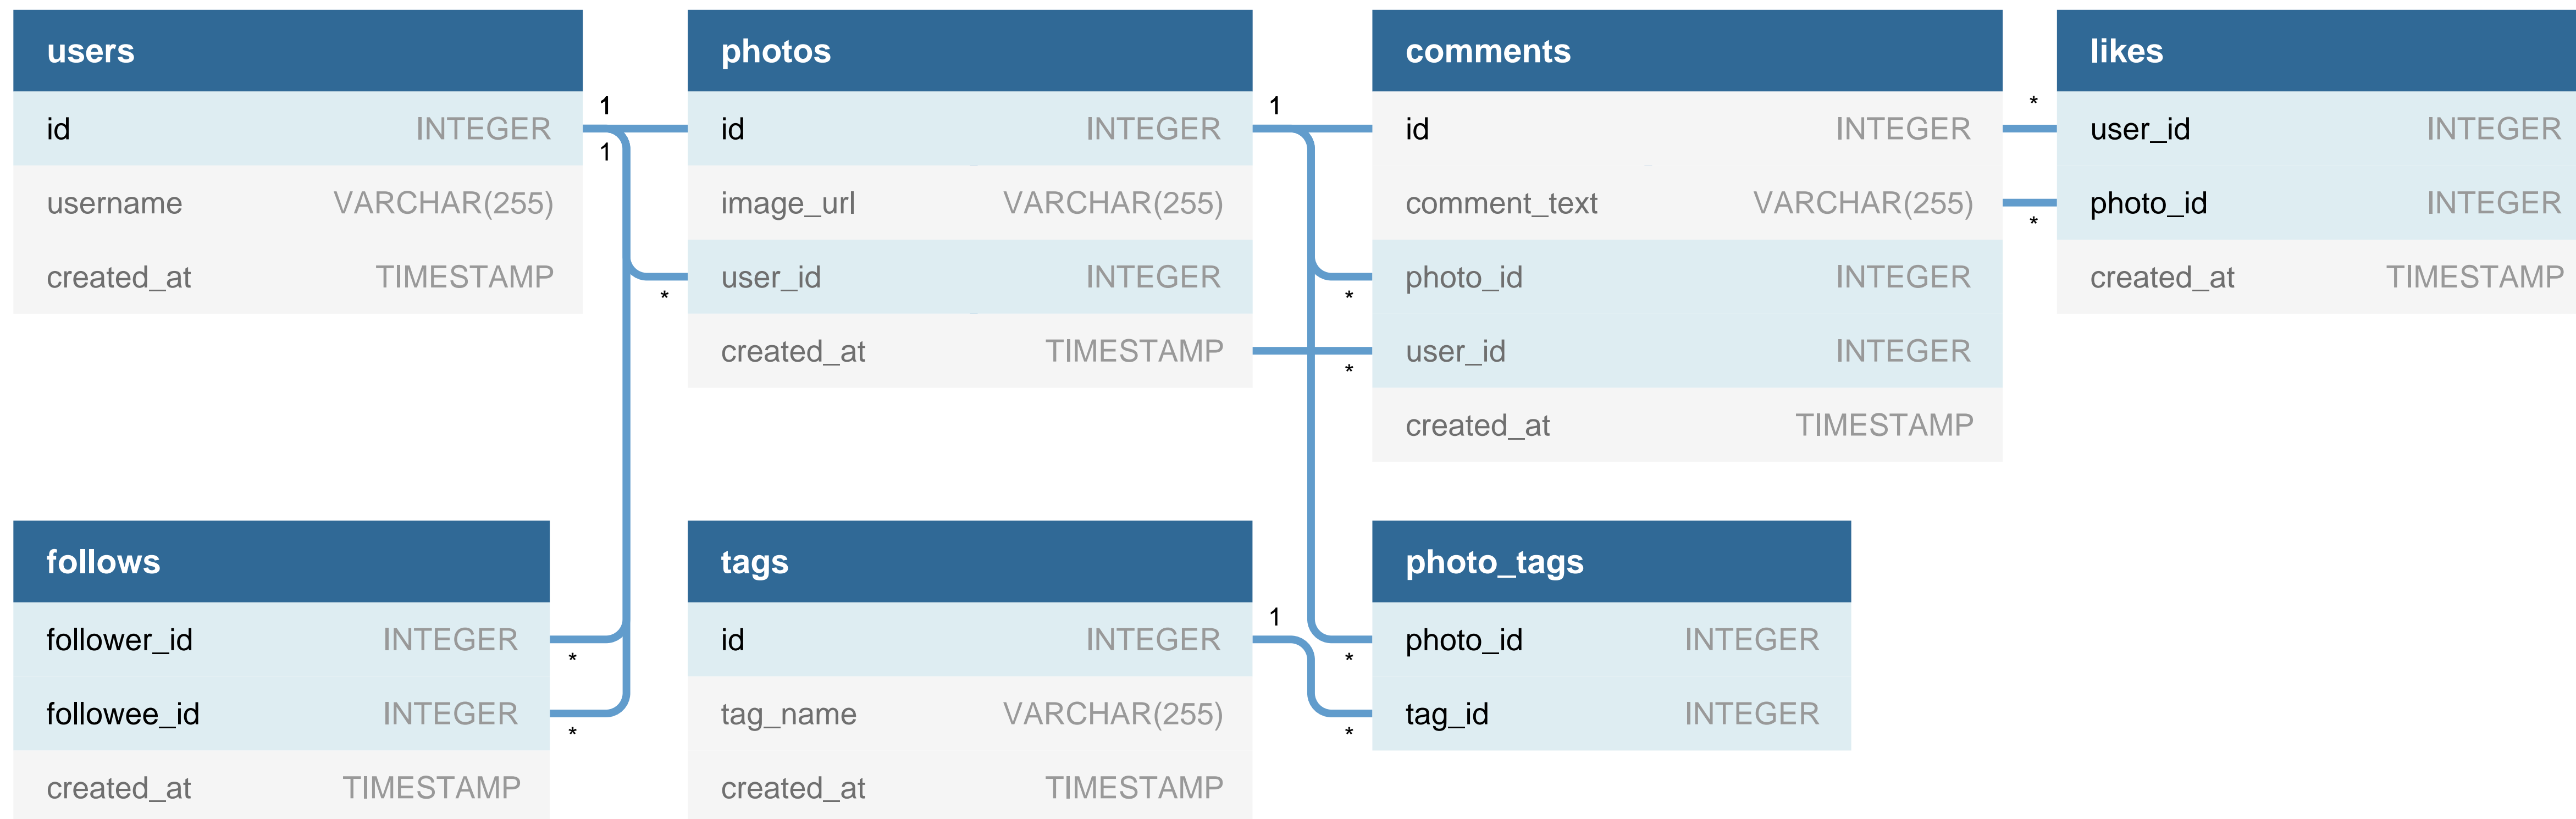 users
id INTEGER
username VARCHAR(255)
created_at TIMESTAMP
1
1
photos
id INTEGER
image_url VARCHAR(255)
user_id INTEGER
created_at TIMESTAMP
*
1
comments
id INTEGER
comment_text VARCHAR(255)
photo_id INTEGER
user_id INTEGER
created_at TIMESTAMP
*
*
*
*
likes
user_id INTEGER
photo_id INTEGER
created_at TIMESTAMP
follows
follower_id INTEGER
followee_id INTEGER
created_at TIMESTAMP
*
*
tags
id INTEGER
tag_name VARCHAR(255)
created_at TIMESTAMP
1
*
*
photo_tags
photo_id INTEGER
tag_id INTEGER